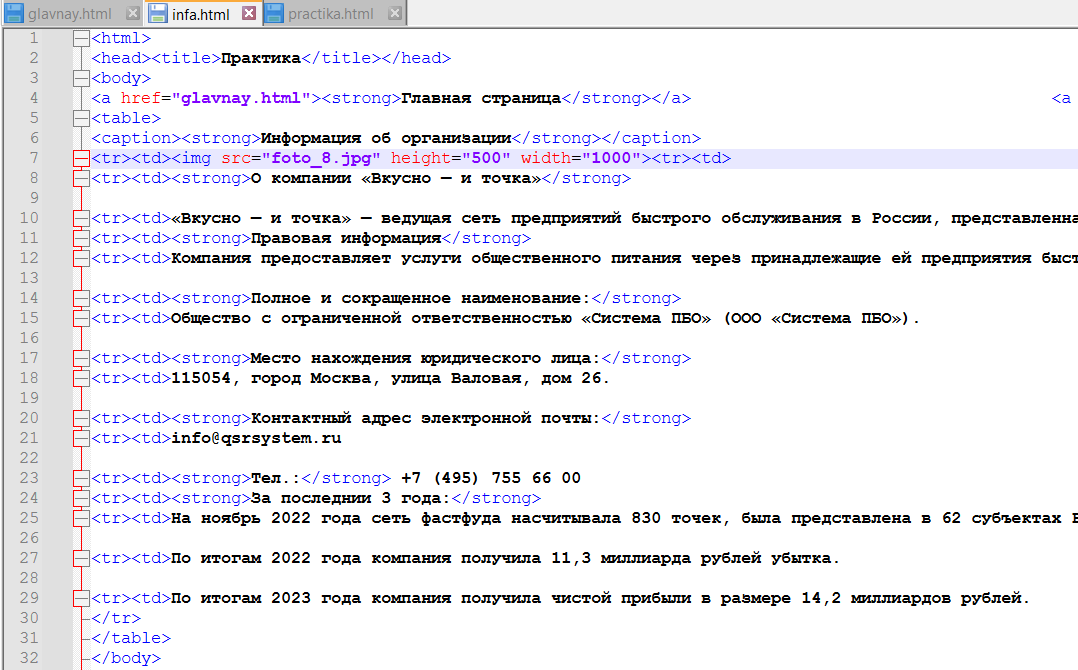 glavnay.html infa.html practika.html
1 <html>
2 <head><title>Практика</title></head>
3 <body>
4 <a href="glavnay.html"><strong>Главная страница</strong></a> <a
5 <table>
6 <caption><strong>Информация об организации</strong></caption>
7 <tr><td><img src="foto_8.jpg" height="500" width="1000"><tr><td>
8 <tr><td><strong>О компании «Вкусно — и точка»</strong>
9
10 <tr><td>«Вкусно — и точка» — ведущая сеть предприятий быстрого обслуживания в России, представленна
11 <tr><td><strong>Правовая информация</strong>
12 <tr><td>Компания предоставляет услуги общественного питания через принадлежащие ей предприятия быст
13
14 <tr><td><strong>Полное и сокращенное наименование:</strong>
15 <tr><td>Общество с ограниченной ответственностью «Система ПБО» (ООО «Система ПБО»).
16
17 <tr><td><strong>Место нахождения юридического лица:</strong>
18 <tr><td>115054, город Москва, улица Валовая, дом 26.
19
20 <tr><td><strong>Контактный адрес электронной почты:</strong>
21 <tr><td>info@qsrsystem.ru
22
23 <tr><td><strong>Тел.:</strong> +7 (495) 755 66 00
24 <tr><td><strong>За последнии 3 года:</strong>
25 <tr><td>На ноябрь 2022 года сеть фастфуда насчитывала 830 точек, была представлена в 62 субъектах
26
27 <tr><td>По итогам 2022 года компания получила 11,3 миллиарда рублей убытка.
28
29 <tr><td>По итогам 2023 года компания получила чистой прибыли в размере 14,2 миллиардов рублей.
30 </tr>
31 </table>
32 </body>